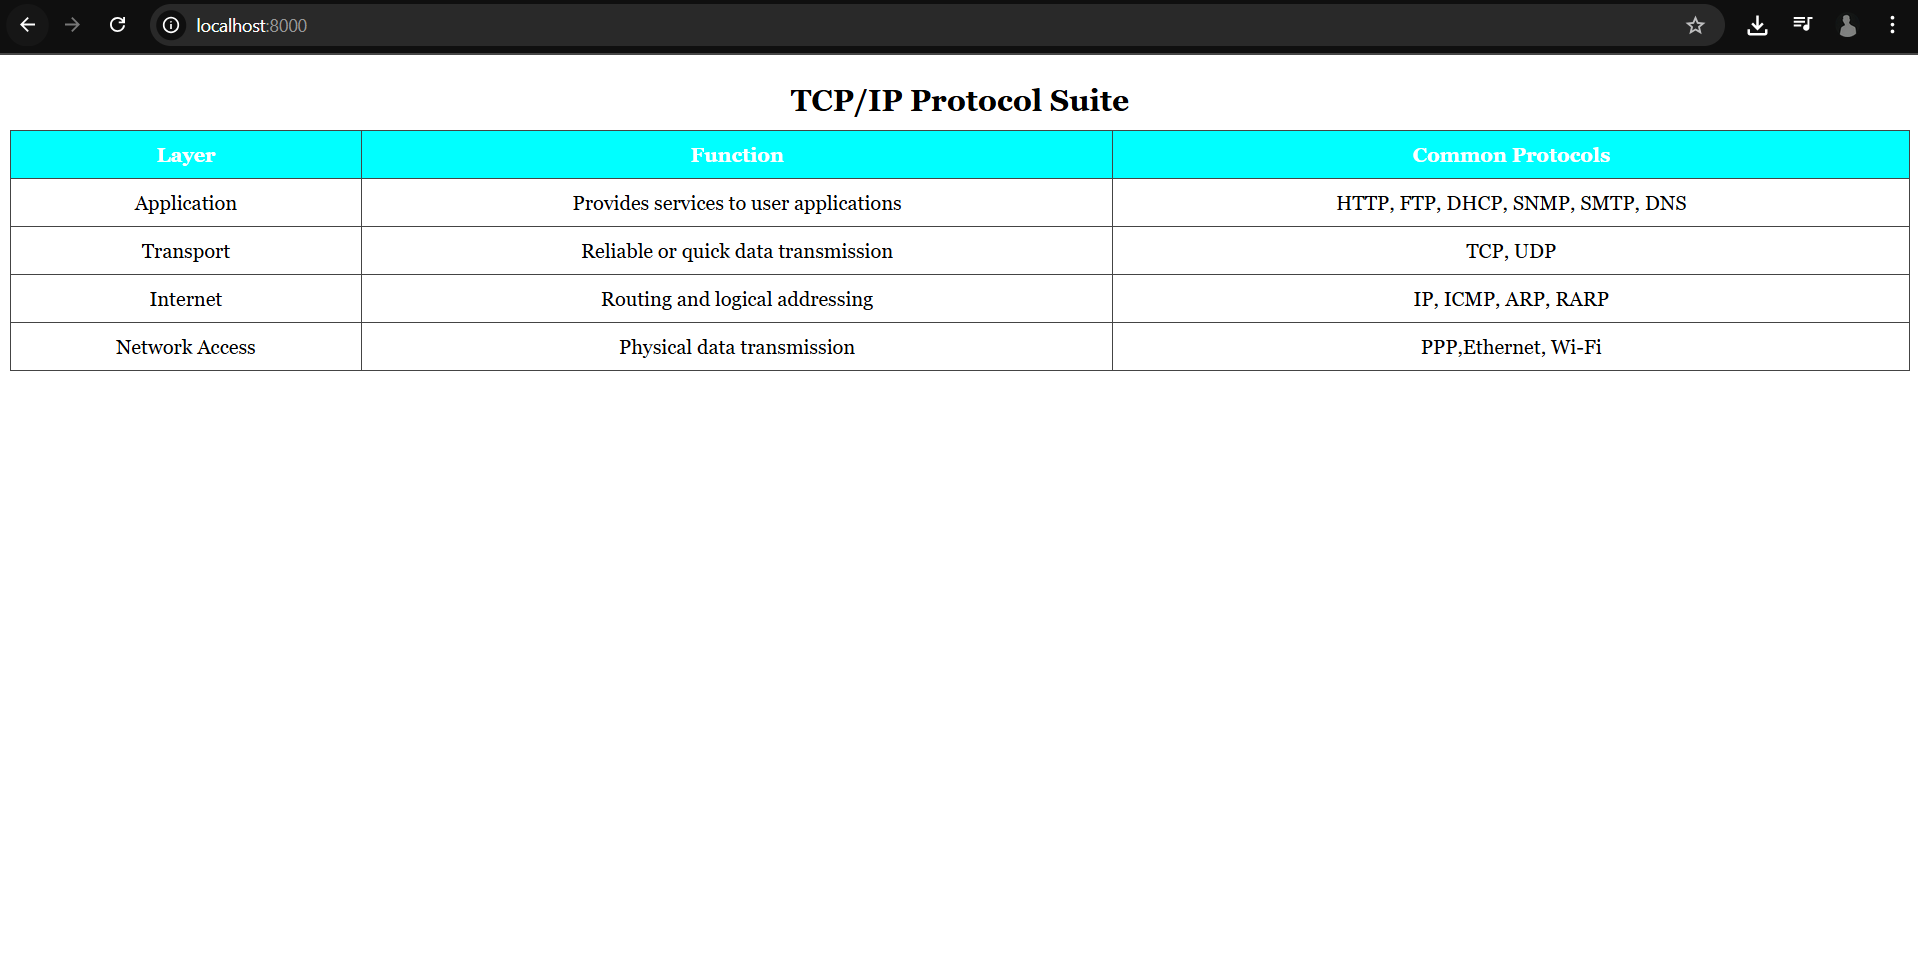 localhost:8000
TCP/IP Protocol Suite
Layer Function Common Protocols
Application Provides services to user applications HTTP, FTP, DHCP, SNMP, SMTP, DNS
Transport Reliable or quick data transmission TCP, UDP
Internet Routing and logical addressing IP, ICMP, ARP, RARP
Network Access Physical data transmission PPP,Ethernet, Wi-Fi